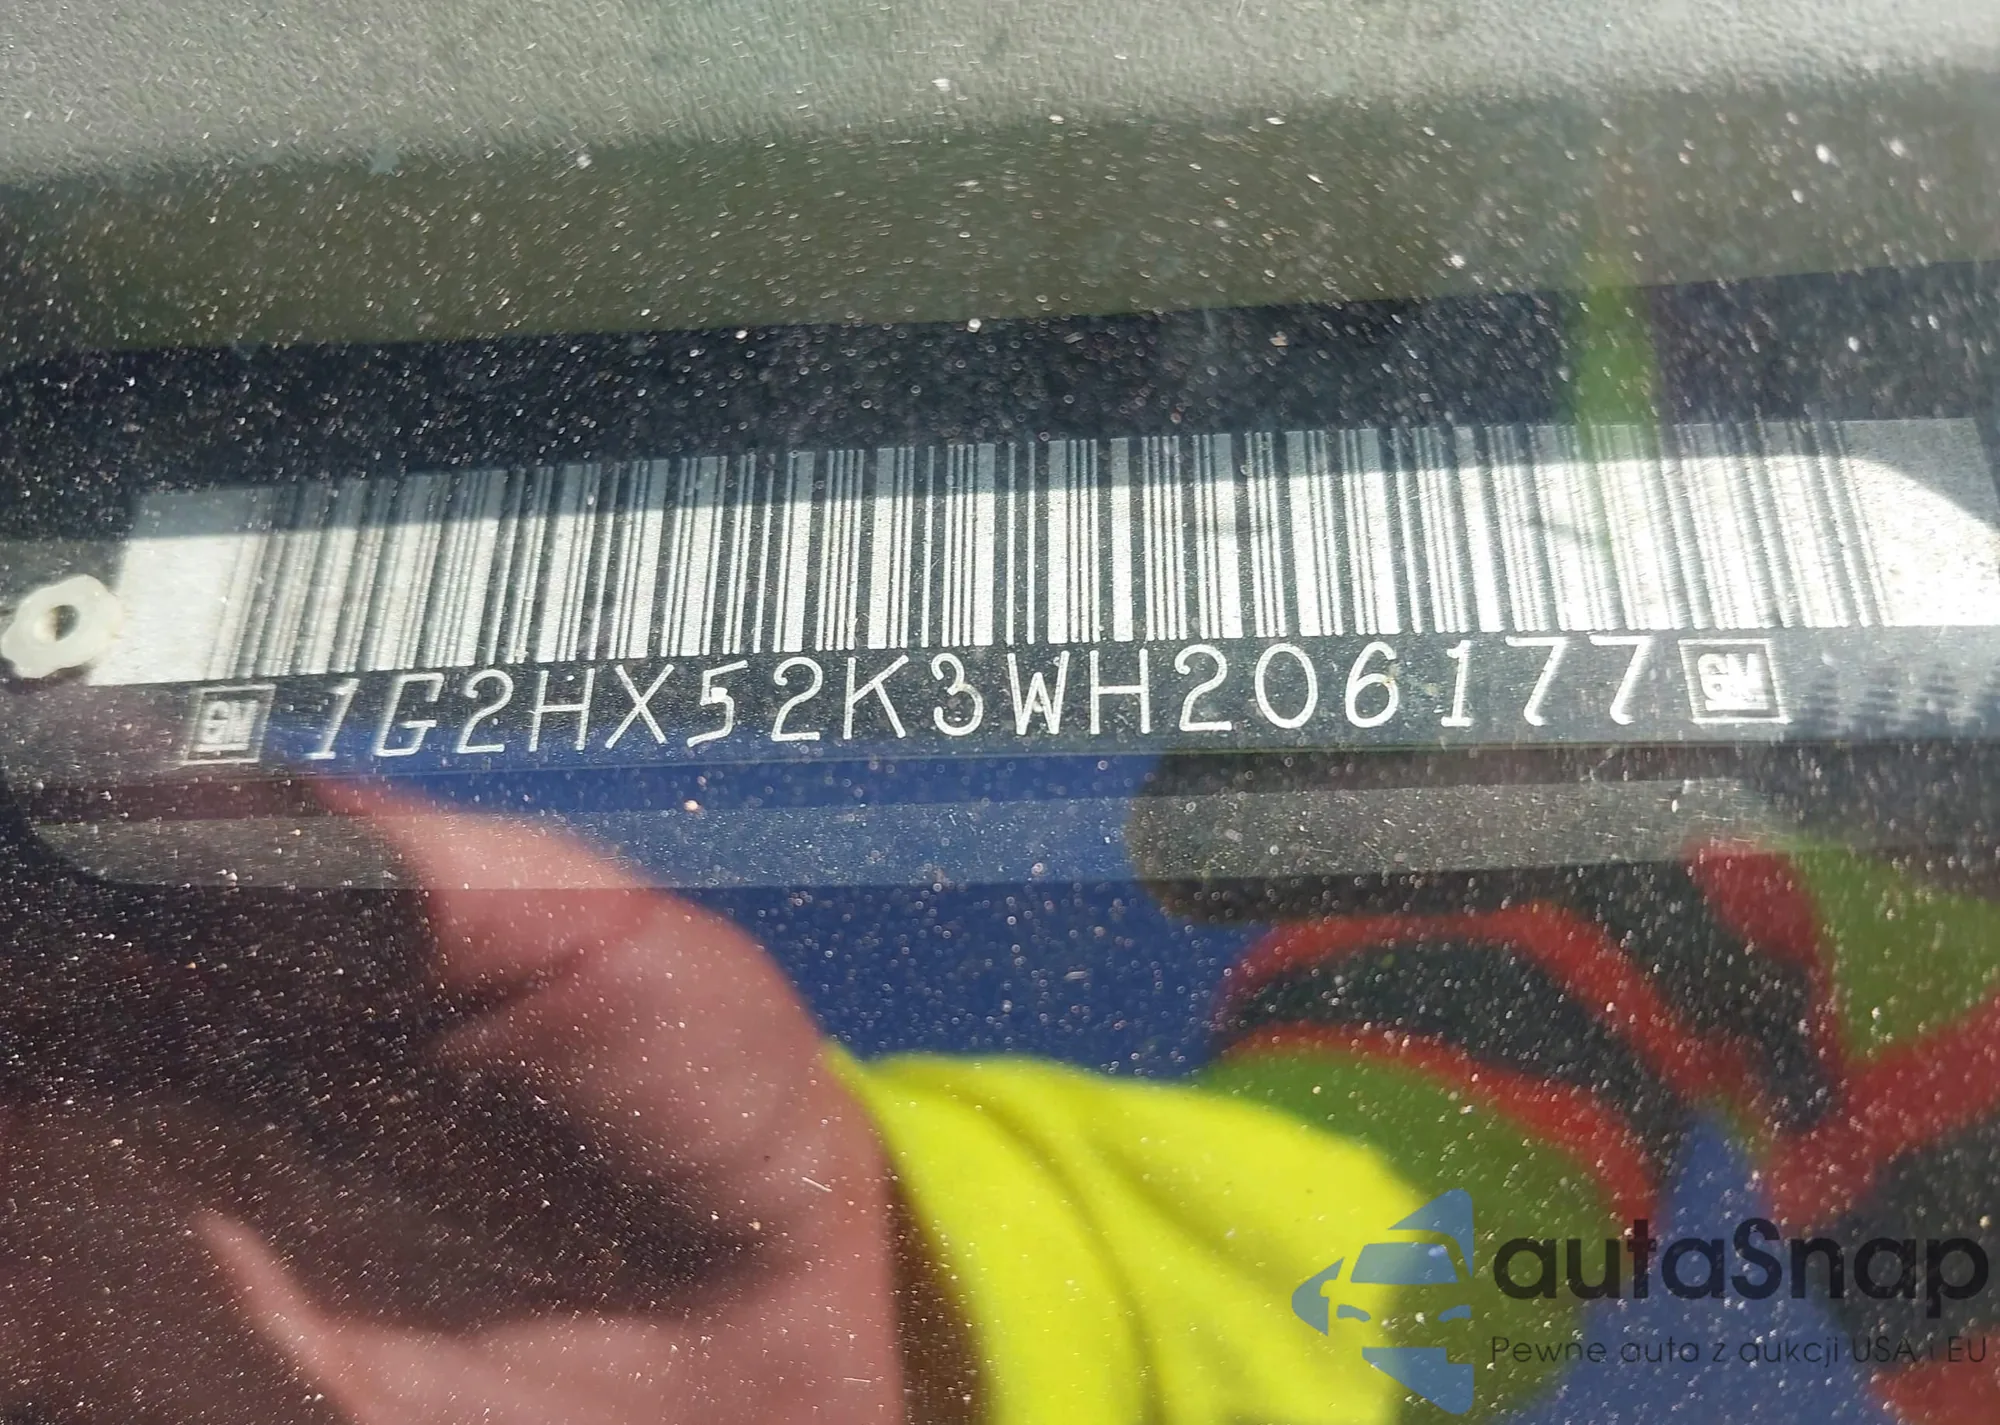 GM 1G2HX52K3WH206177 GM
autaSnap
Pewne auta z aukcji USA i EU